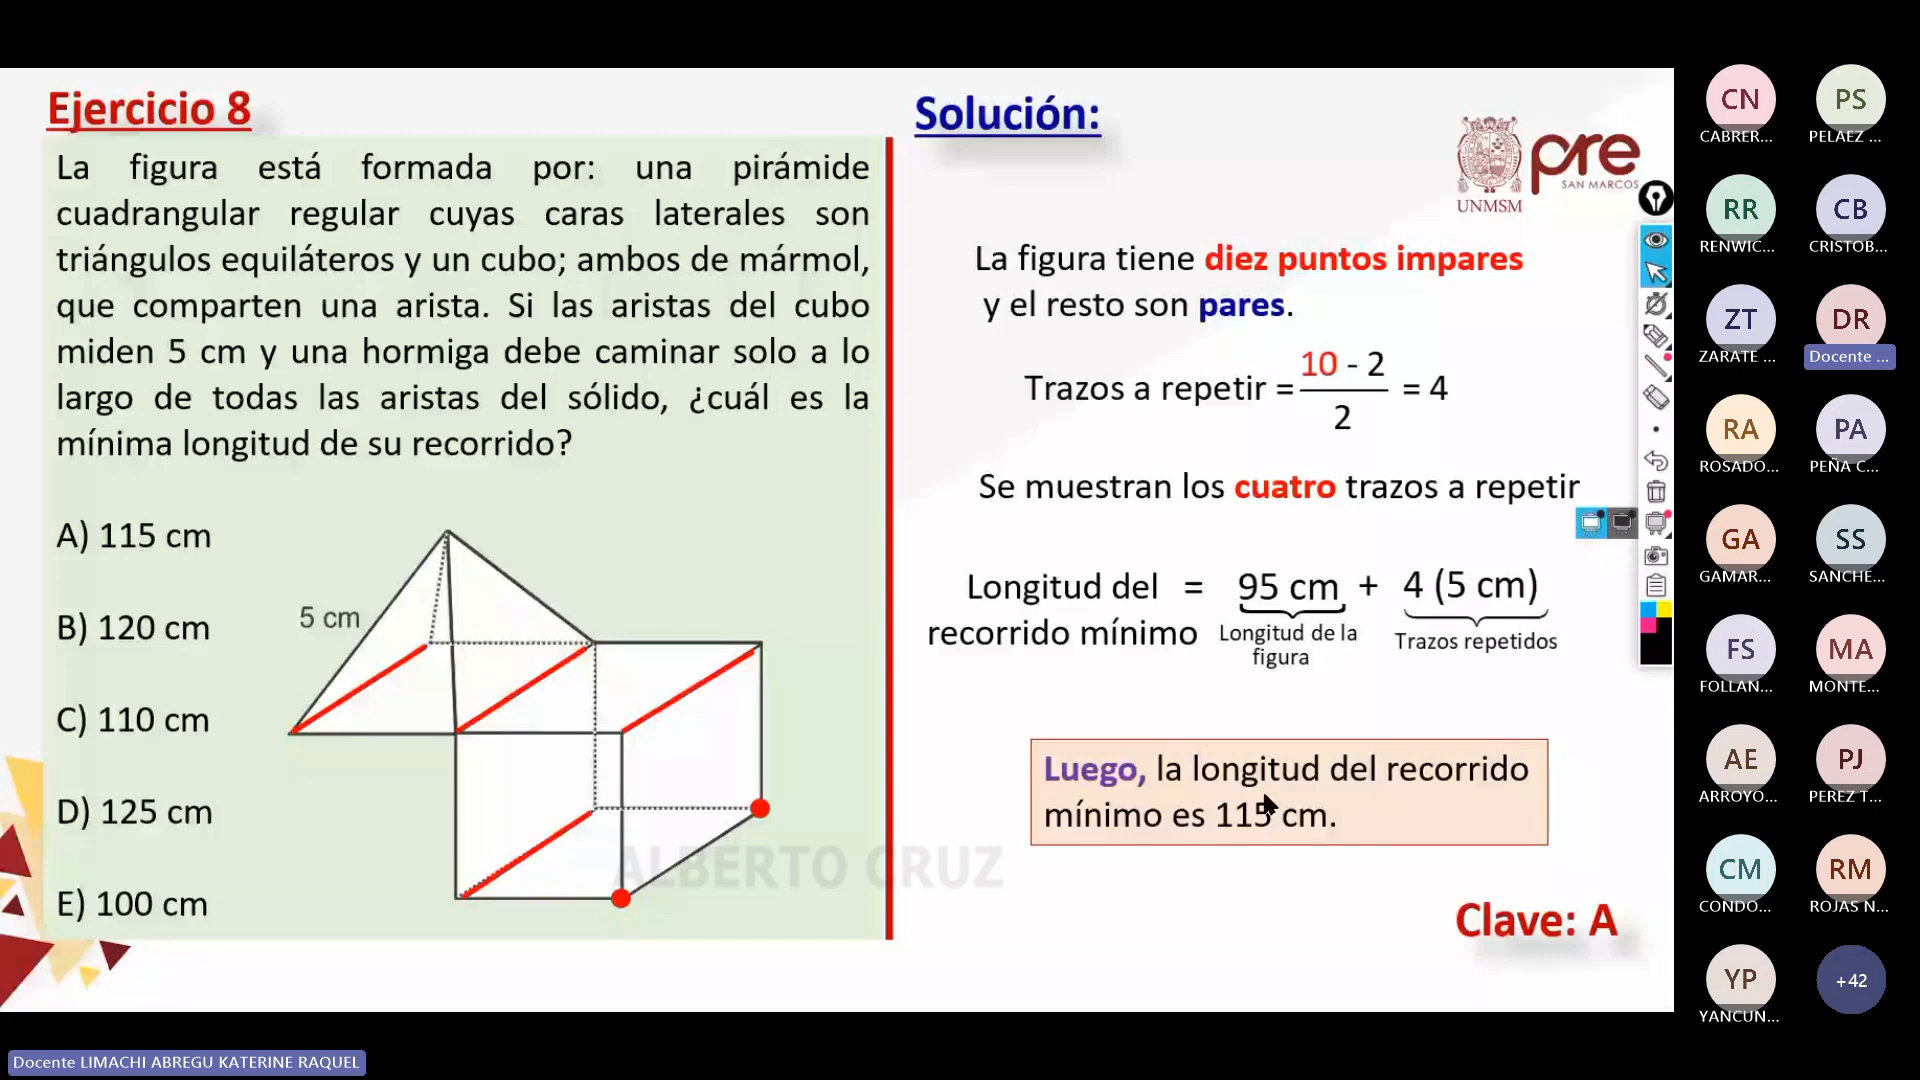 Ejercicio 8
La figura está formada por: una pirámide
cuadrangular regular cuyas caras laterales son
triángulos equiláteros y un cubo; ambos de mármol,
que comparten una arista. Si las aristas del cubo
miden 5 cm y una hormiga debe caminar solo a lo
largo de todas las aristas del sólido, ¿cuál es la
mínima longitud de su recorrido?
A) 115 cm
B) 120 cm
C) 110 cm
D) 125 cm
E) 100 cm
5 cm
Solución:
UNMSM
pre
SAN MARCOS
La figura tiene diez puntos impares
y el resto son pares.
Trazos a repetir = 10 - 2 / 2 = 4
Se muestran los cuatro trazos a repetir
Longitud del recorrido mínimo = 95 cm + 4 (5 cm)
Longitud de la figura
Trazos repetidos
Luego, la longitud del recorrido
mínimo es 115 cm.
ALBERTO CRUZ
Clave: A
CN
CABRER...
PS
PELAEZ ...
RR
RENWIC...
CB
CRISTOB...
ZT
ZARATE ...
DR
Docente ...
RA
ROSADO...
PA
PEÑA C...
GA
GAMAR...
SS
SANCHE...
FS
FOLLAN...
MA
MONTE...
AE
ARROYO...
PJ
PEREZ T...
CM
CONDO...
RM
ROJAS N...
YP
YANCUN...
+42
Docente LIMACHI ABREGU KATERINE RAQUEL